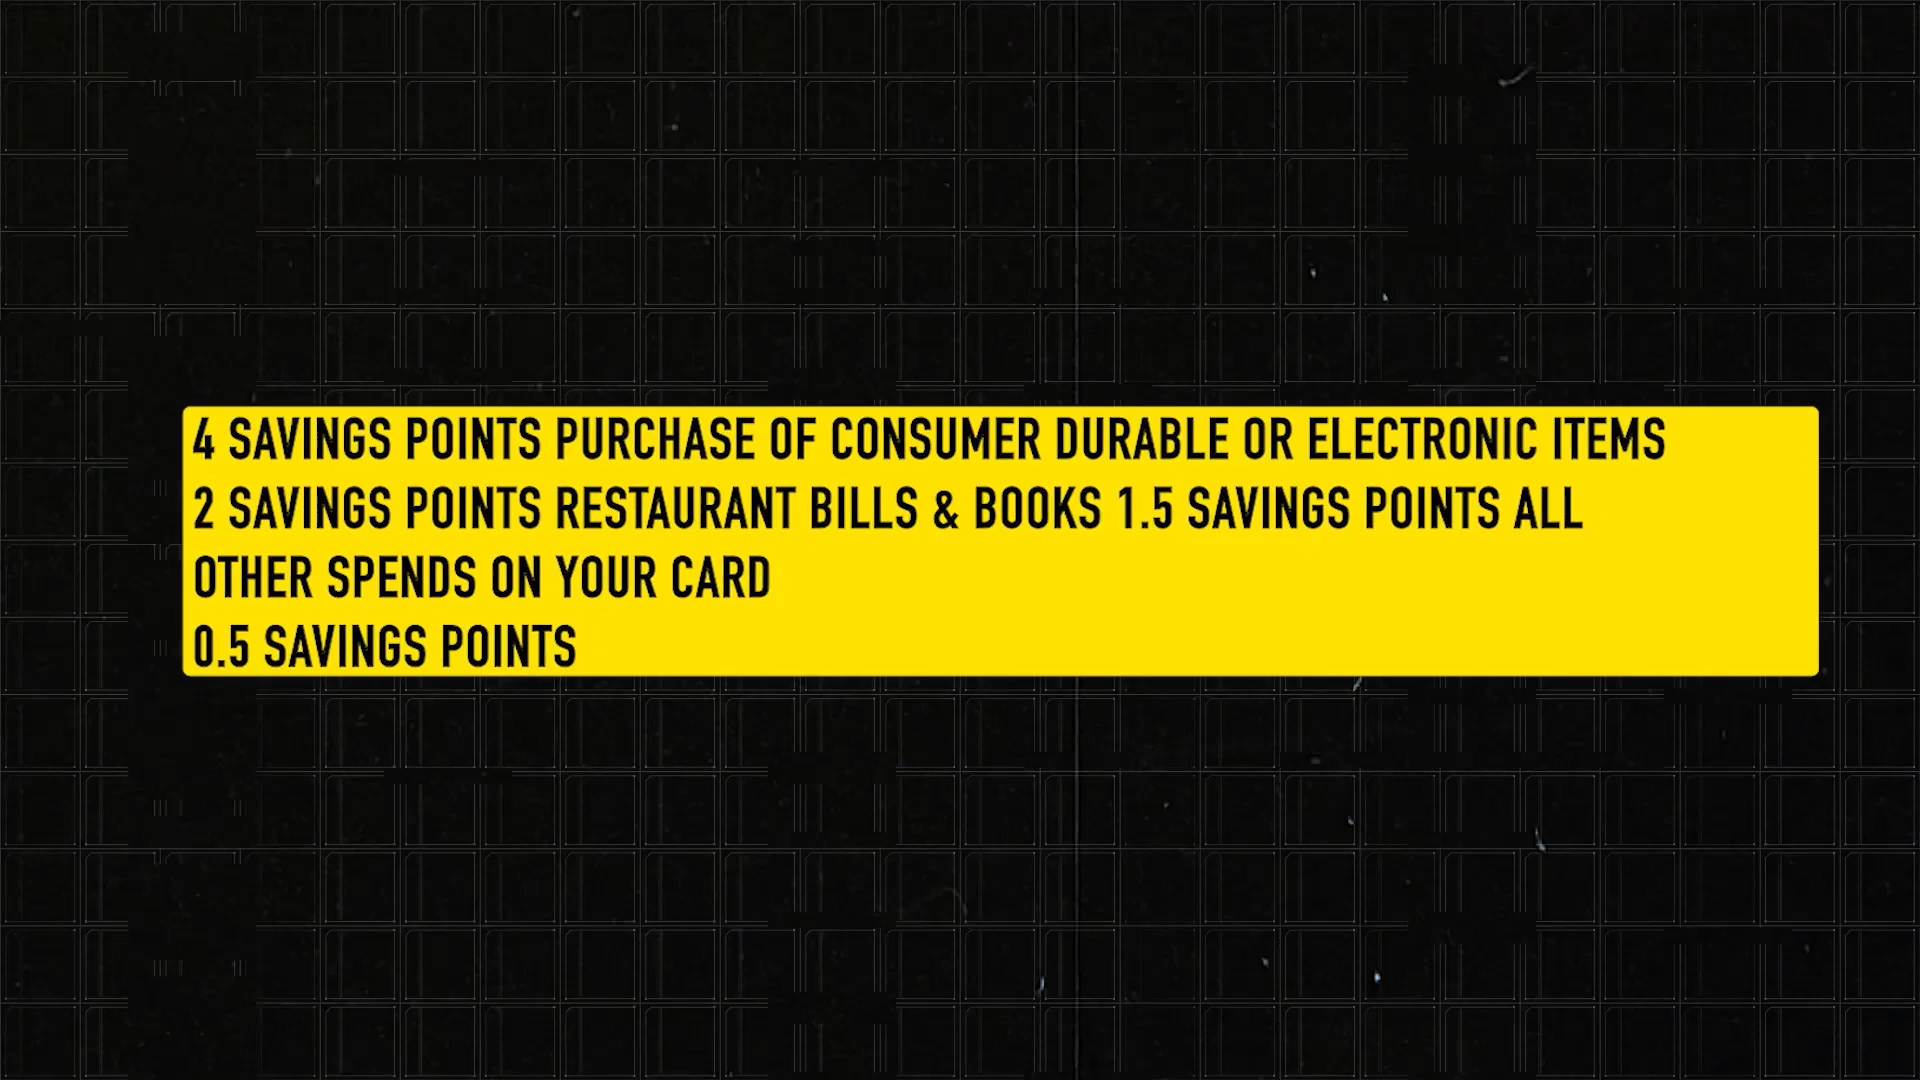 4 SAVINGS POINTS PURCHASE OF CONSUMER DURABLE OR ELECTRONIC ITEMS
2 SAVINGS POINTS RESTAURANT BILLS & BOOKS 1.5 SAVINGS POINTS ALL
OTHER SPENDS ON YOUR CARD
0.5 SAVINGS POINTS